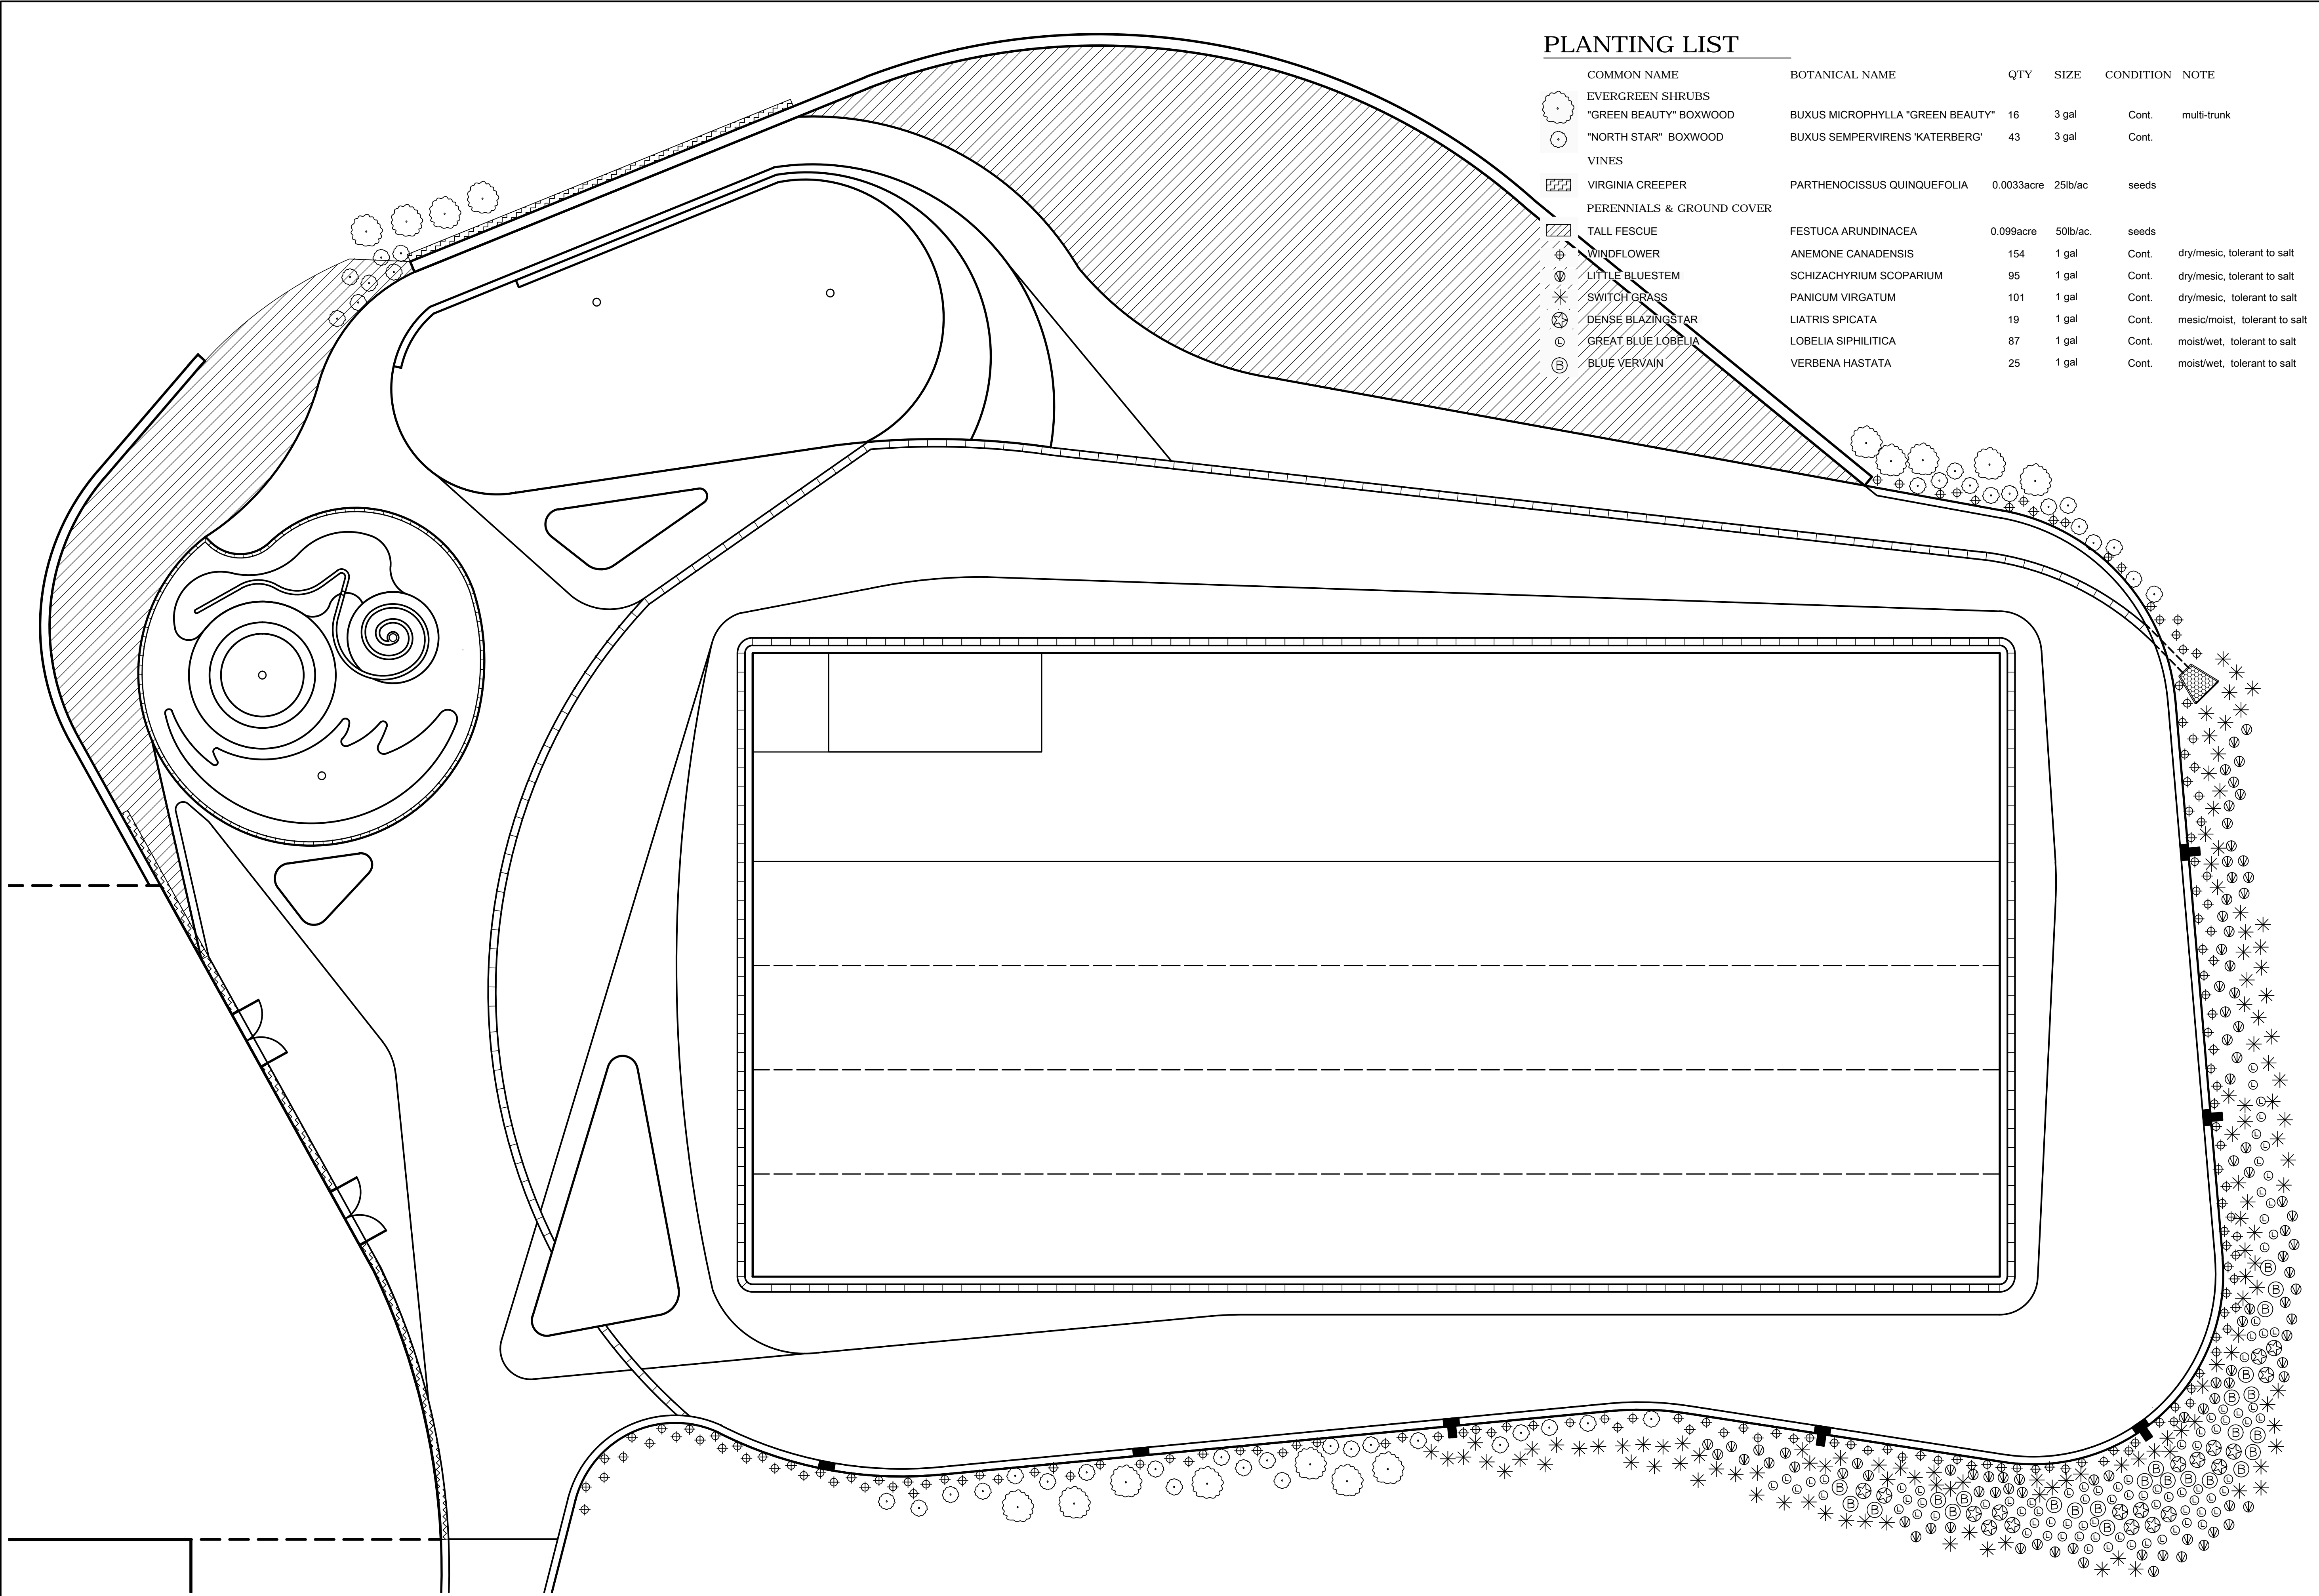 PLANTING LIST
COMMON NAME BOTANICAL NAME QTY SIZE CONDITION NOTE
EVERGREEN SHRUBS
"GREEN BEAUTY" BOXWOOD BUXUS MICROPHYLLA "GREEN BEAUTY" 16 3 gal Cont. multi-trunk
"NORTH STAR" BOXWOOD BUXUS SEMPERVIRENS 'KATERBERG' 43 3 gal Cont.
VINES
VIRGINIA CREEPER PARTHENOCISSUS QUINQUEFOLIA 0.0033acre 25lb/ac seeds
PERENNIALS & GROUND COVER
TALL FESCUE FESTUCA ARUNDINACEA 0.099acre 50lb/ac. seeds
WINDFLOWER ANEMONE CANADENSIS 154 1 gal Cont. dry/mesic, tolerant to salt
LITTLE BLUESTEM SCHIZACHYRIUM SCOPARIUM 95 1 gal Cont. dry/mesic, tolerant to salt
SWITCH GRASS PANICUM VIRGATUM 101 1 gal Cont. dry/mesic, tolerant to salt
DENSE BLAZINGSTAR LIATRIS SPICATA 19 1 gal Cont. mesic/moist, tolerant to salt
L GREAT BLUE LOBELIA LOBELIA SIPHILITICA 87 1 gal Cont. moist/wet, tolerant to salt
B BLUE VERVAIN VERBENA HASTATA 25 1 gal Cont. moist/wet, tolerant to salt